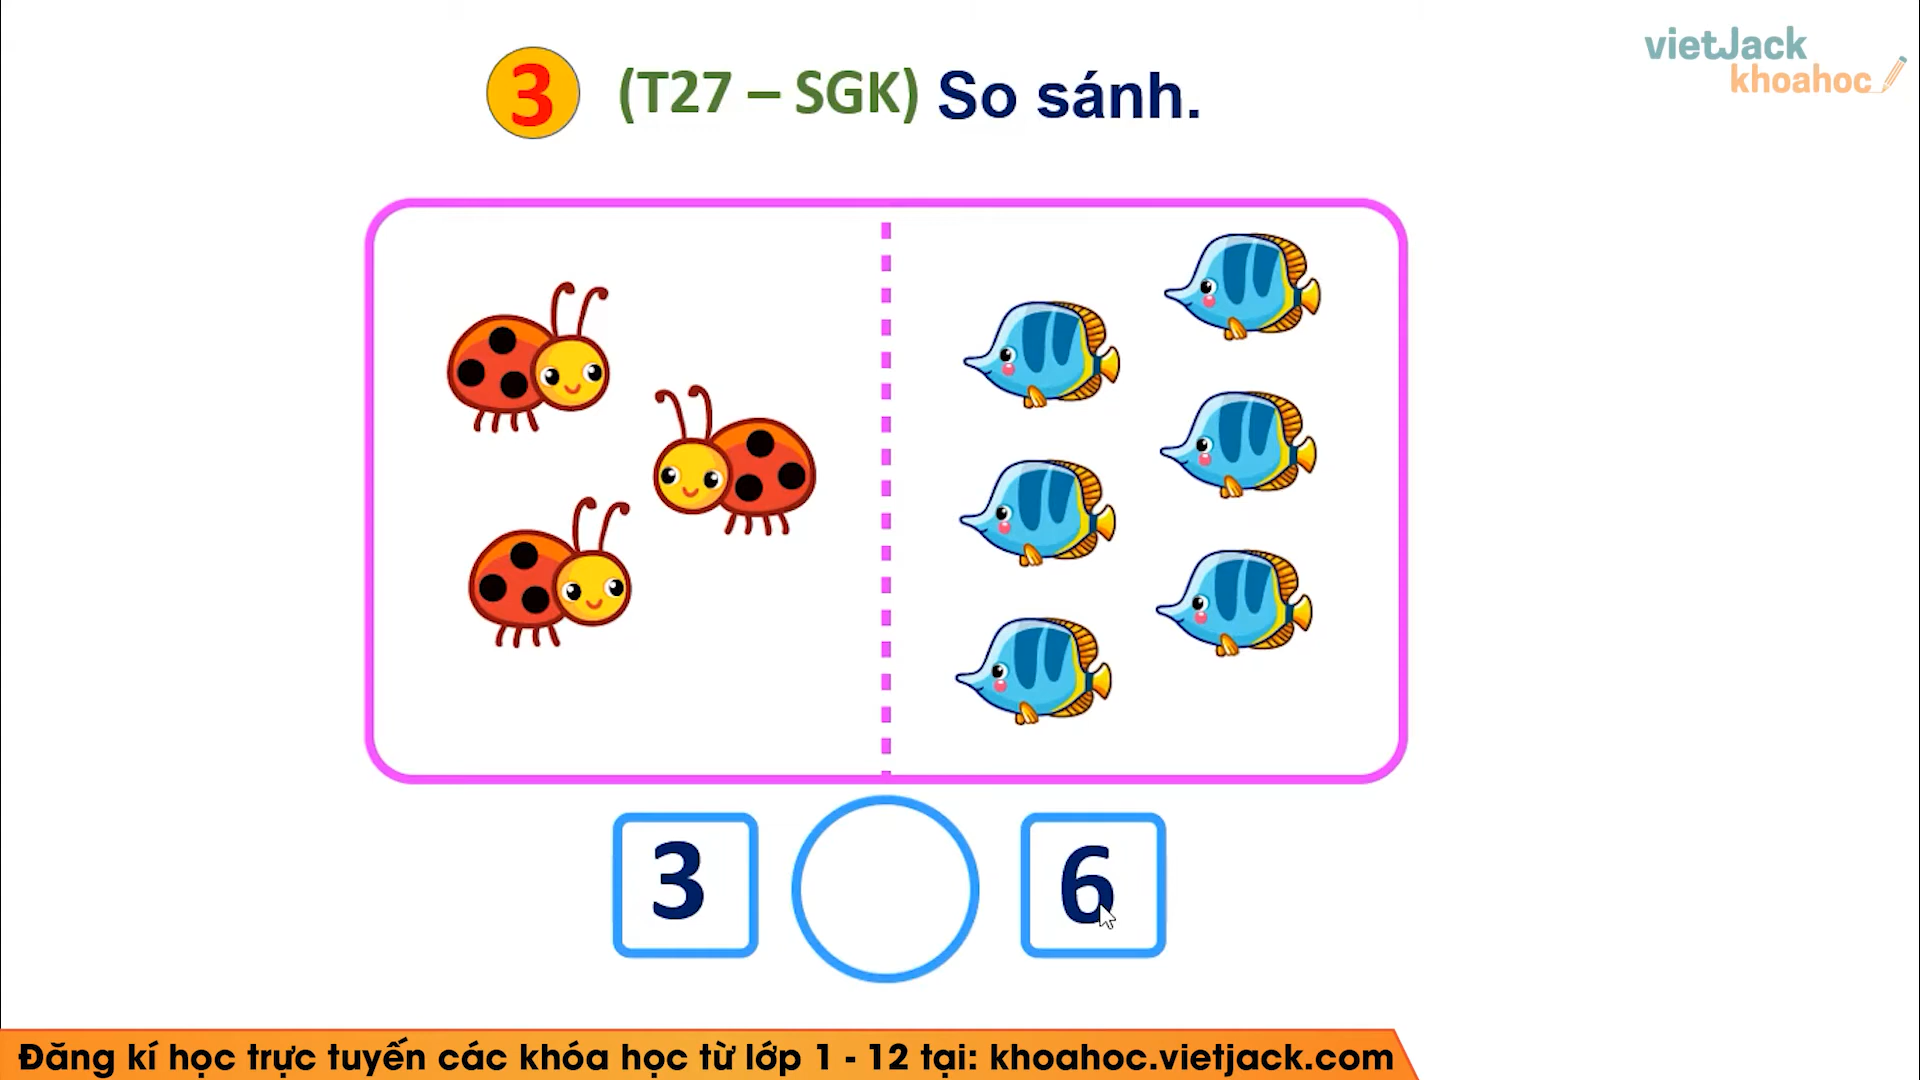 vietJack
khoahoc
3 (T27 – SGK) So sánh.
3 6
Đăng kí học trực tuyến các khóa học từ lớp 1 - 12 tại: khoahoc.vietjack.com